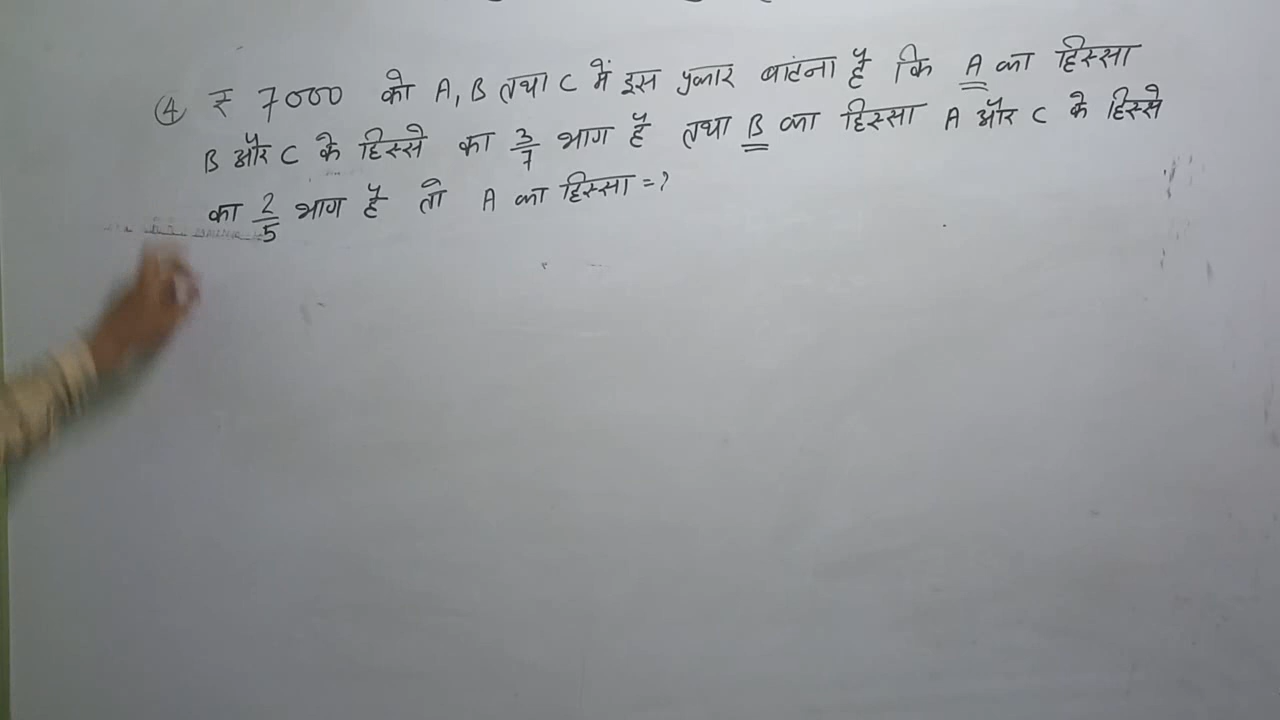 ④ ₹ 7000 को A, B तथा C में इस प्रकार बांटना है कि A का हिस्सा
B और C के हिस्से का 3/7 भाग है तथा B का हिस्सा A और C के हिस्से
का 2/5 भाग है तो A का हिस्सा = ?